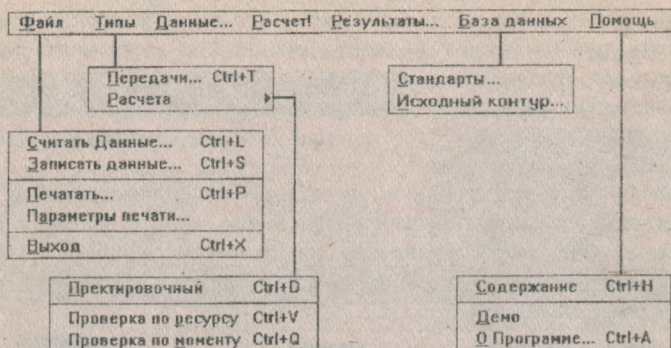 Файл Типы Данные... Расчет! Результаты... База данных Помощь
Передачи... Ctrl+T
Расчета
Стандарты...
Исходный контур...
Считать Данные... Ctrl+L
Записать данные... Ctrl+S
Печатать... Ctrl+P
Параметры печати...
Выход Ctrl+X
Пректировочный Ctrl+D
Проверка по ресурсу Ctrl+V
Проверка по моменту Ctrl+Q
Содержание Ctrl+H
Демо
О Программе... Ctrl+A